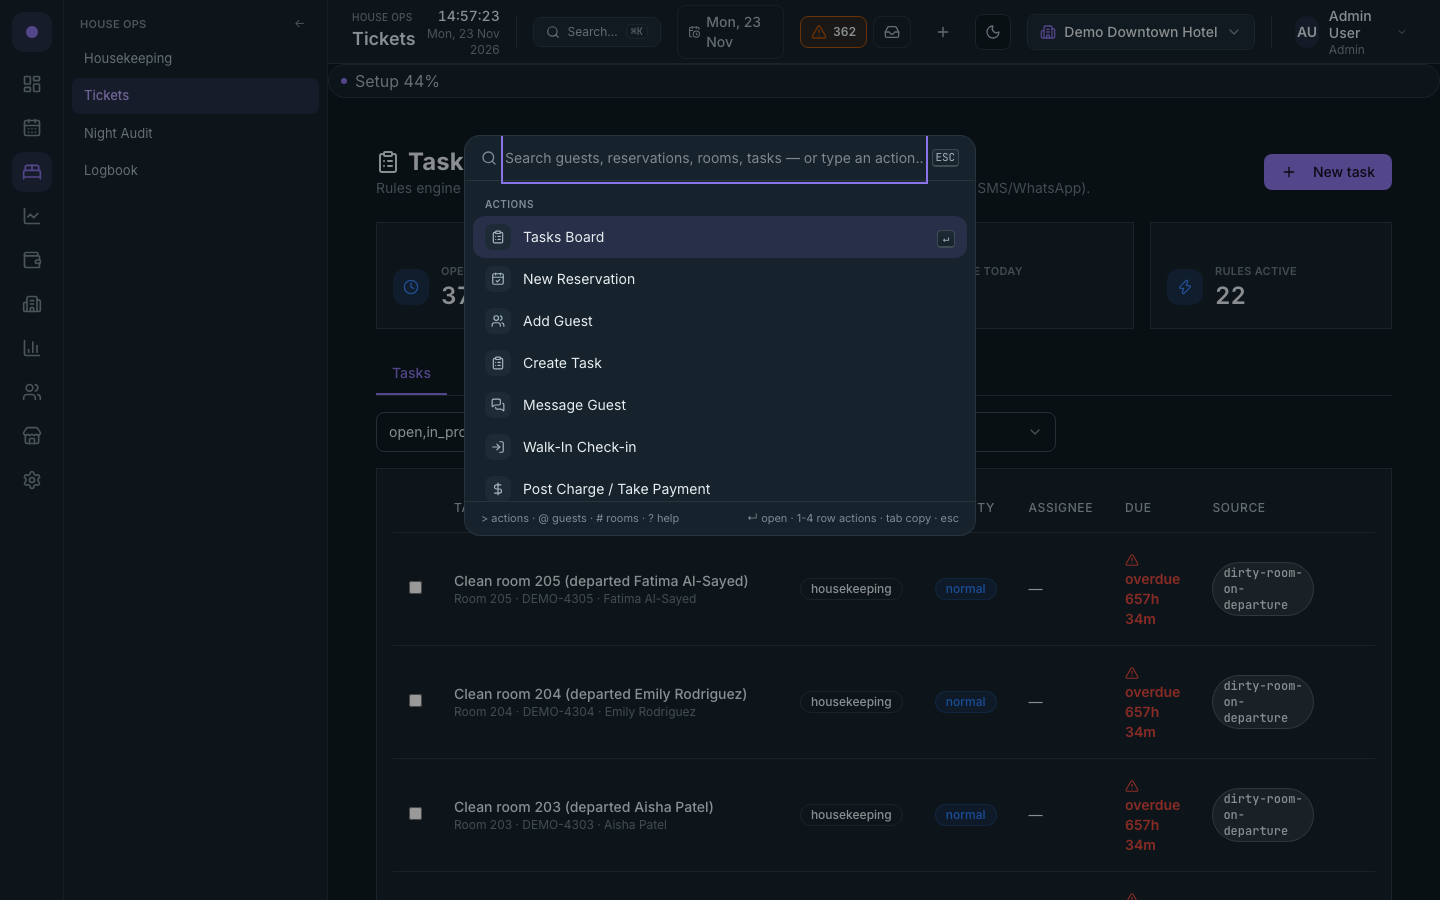 HOUSE OPS
Housekeeping
Tickets
Night Audit
Logbook
HOUSE OPS
Tickets
14:57:23
Mon, 23 Nov
2026
Search...
⌘K
Mon, 23
Nov
362
Demo Downtown Hotel
AU
Admin
User
Admin
Setup 44%
Task
Rules engine
SMS/WhatsApp).
New task
Search guests, reservations, rooms, tasks — or type an action..
ESC
ACTIONS
Tasks Board
↵
New Reservation
Add Guest
Create Task
Message Guest
Walk-In Check-in
Post Charge / Take Payment
> actions · @ guests · # rooms · ? help
↵ open · 1-4 row actions · tab copy · esc
OPE
37
E TODAY
RULES ACTIVE
22
Tasks
open,in_pro
TA
TY
ASSIGNEE
DUE
SOURCE
Clean room 205 (departed Fatima Al-Sayed)
Room 205 · DEMO-4305 · Fatima Al-Sayed
housekeeping
normal
—
overdue
657h
34m
dirty-room-
on-
departure
Clean room 204 (departed Emily Rodriguez)
Room 204 · DEMO-4304 · Emily Rodriguez
housekeeping
normal
—
overdue
657h
34m
dirty-room-
on-
departure
Clean room 203 (departed Aisha Patel)
Room 203 · DEMO-4303 · Aisha Patel
housekeeping
normal
—
overdue
657h
34m
dirty-room-
on-
departure